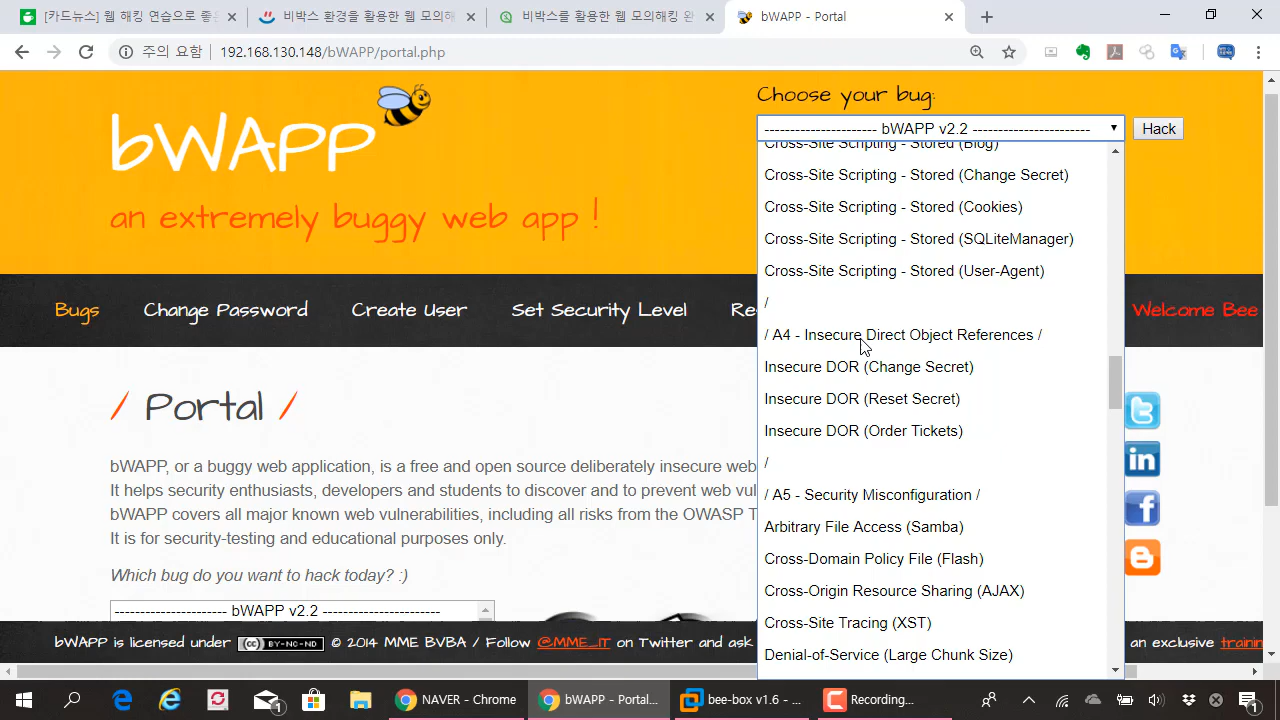 [카드뉴스] 웹 해킹 연습으로 좋은
비박스 환경을 활용한 웹 모의해
비박스를 활용한 웹 모의해킹 완
bWAPP - Portal
주의 요함
192.168.130.148/bWAPP/portal.php
bWAPP
an extremely buggy web app !
Choose your bug:
---------------------- bWAPP v2.2 -----------------------
Hack
Cross-Site Scripting - Stored (Blog)
Cross-Site Scripting - Stored (Change Secret)
Cross-Site Scripting - Stored (Cookies)
Cross-Site Scripting - Stored (SQLiteManager)
Cross-Site Scripting - Stored (User-Agent)
/
/ A4 - Insecure Direct Object References /
Insecure DOR (Change Secret)
Insecure DOR (Reset Secret)
Insecure DOR (Order Tickets)
/
/ A5 - Security Misconfiguration /
Arbitrary File Access (Samba)
Cross-Domain Policy File (Flash)
Cross-Origin Resource Sharing (AJAX)
Cross-Site Tracing (XST)
Denial-of-Service (Large Chunk Size)
Bugs
Change Password
Create User
Set Security Level
Re
Welcome Bee
/ Portal /
bWAPP, or a buggy web application, is a free and open source deliberately insecure web
It helps security enthusiasts, developers and students to discover and to prevent web vul
bWAPP covers all major known web vulnerabilities, including all risks from the OWASP T
It is for security-testing and educational purposes only.
Which bug do you want to hack today? :)
---------------------- bWAPP v2.2 -----------------------
bWAPP is licensed under
BY-NC-ND
© 2014 MME BVBA / Follow @MME_IT on Twitter and ask
an exclusive training
NAVER - Chrome
bWAPP - Portal...
bee-box v1.6 - ...
Recording...